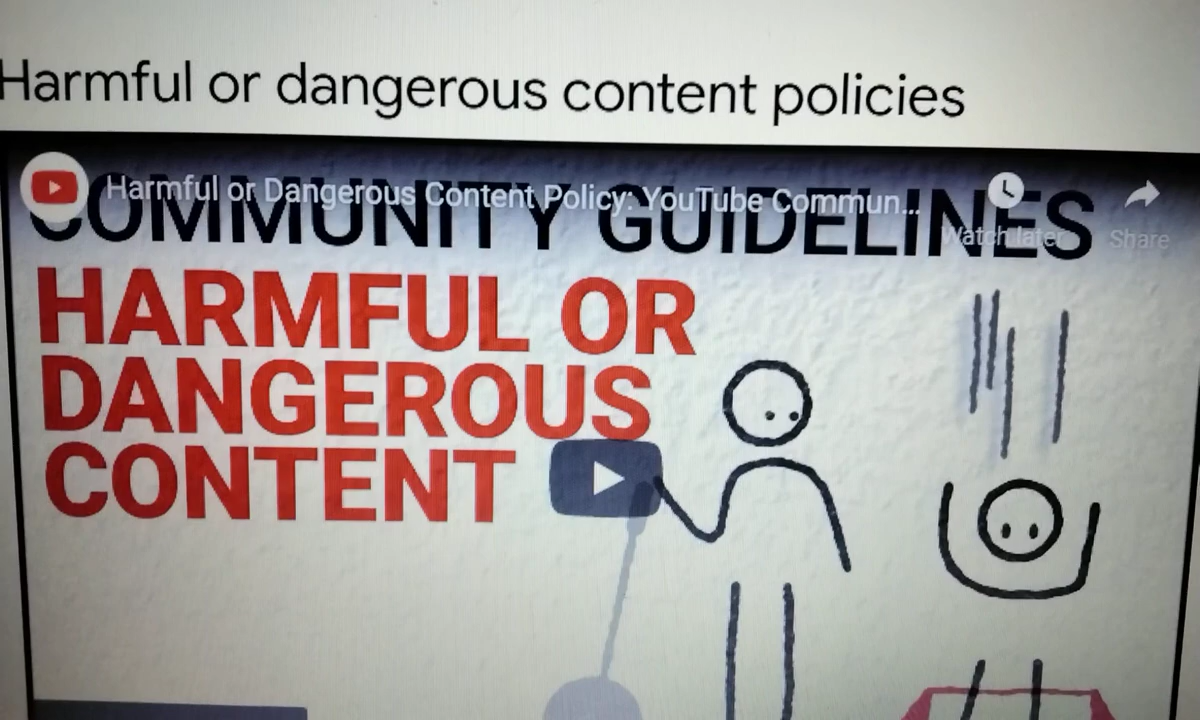 Harmful or dangerous content policies
Harmful or Dangerous Content Policy: YouTube Commun...
COMMUNITY GUIDELINES
Watch later
Share
HARMFUL OR
DANGEROUS
CONTENT